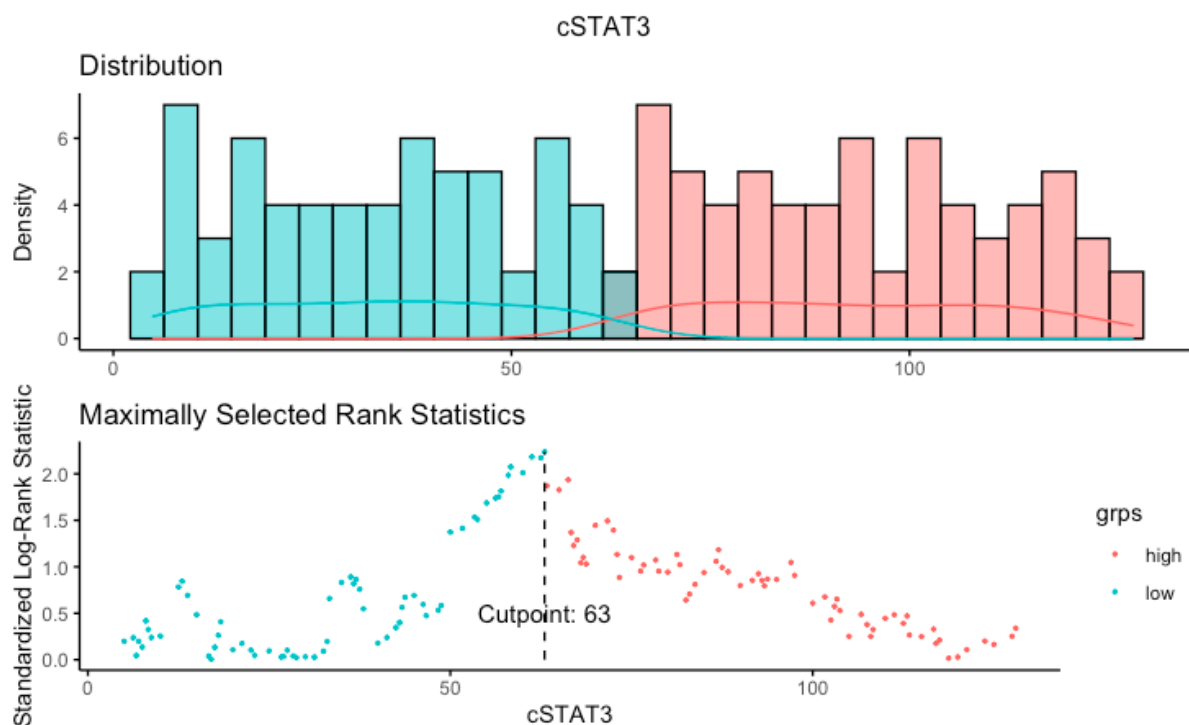 cSTAT3
Distribution
Density
6
4
2
0
0 50 100
Maximally Selected Rank Statistics
Standardized Log-Rank Statistic
2.0
1.5
1.0
0.5
0.0
Cutpoint: 63
0 50 100
cSTAT3
grps
high
low